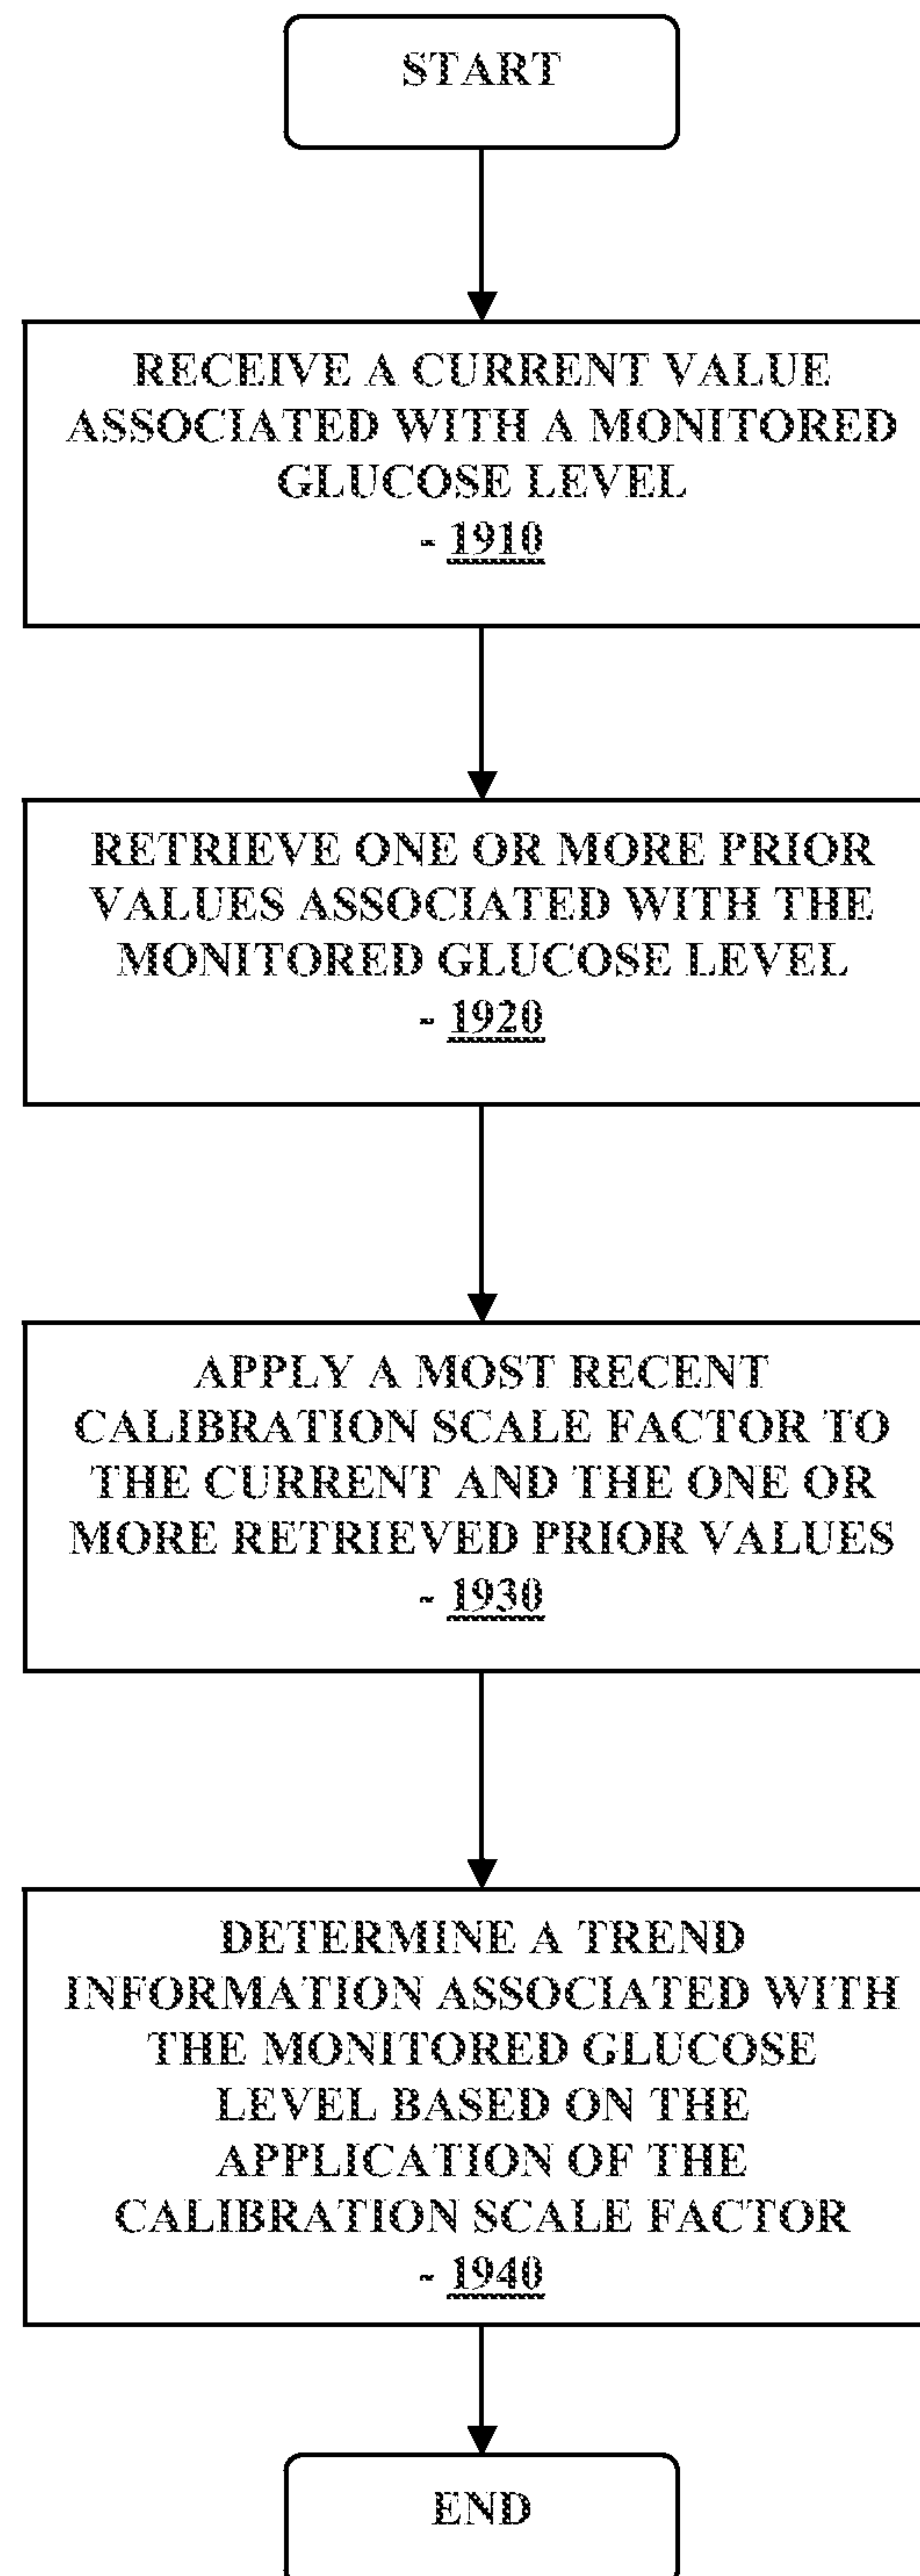 START
RECEIVE A CURRENT VALUE
ASSOCIATED WITH A MONITORED
GLUCOSE LEVEL
- 1910
RETRIEVE ONE OR MORE PRIOR
VALUES ASSOCIATED WITH THE
MONITORED GLUCOSE LEVEL
- 1920
APPLY A MOST RECENT
CALIBRATION SCALE FACTOR TO
THE CURRENT AND THE ONE OR
MORE RETRIEVED PRIOR VALUES
- 1930
DETERMINE A TREND
INFORMATION ASSOCIATED WITH
THE MONITORED GLUCOSE
LEVEL BASED ON THE
APPLICATION OF THE
CALIBRATION SCALE FACTOR
- 1940
END